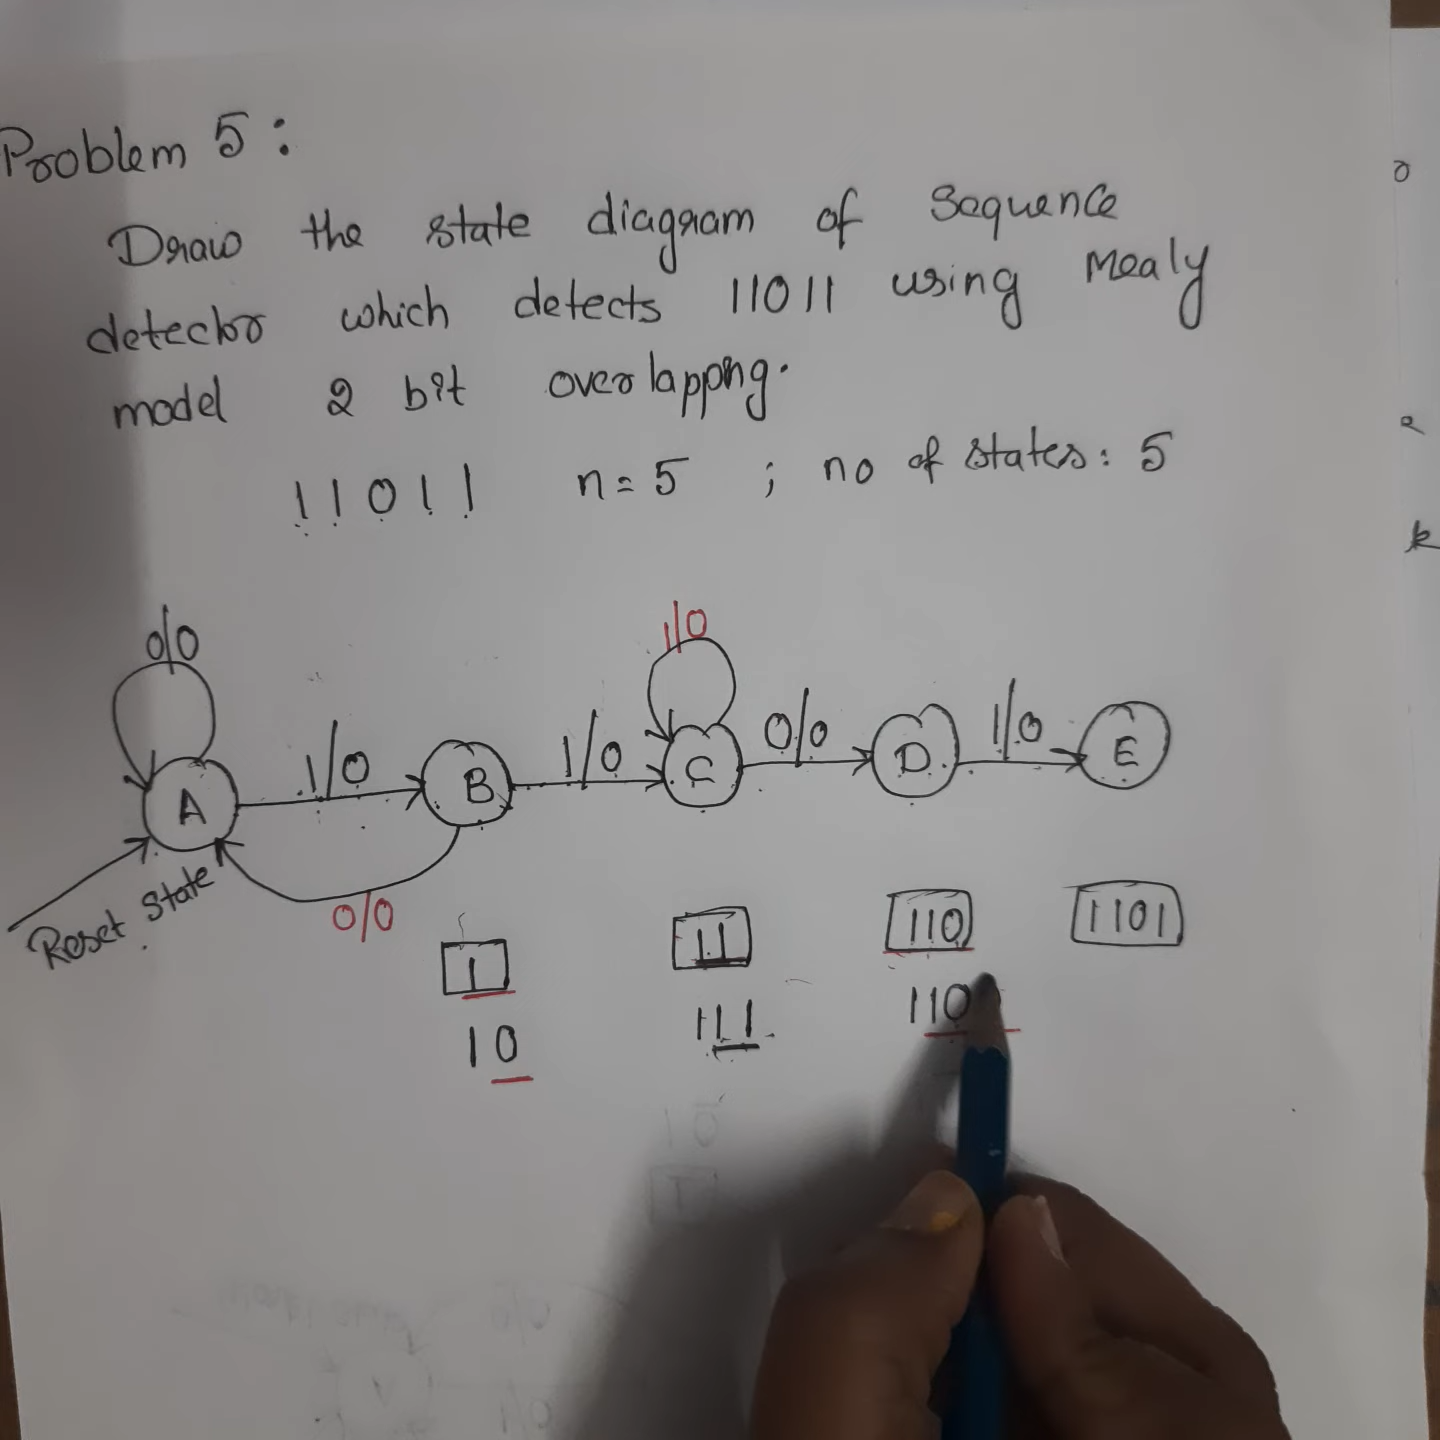 Problem 5:
Draw the state diagram of Sequence
detector which detects 11011 using Mealy
model 2 bit overlapping.
11011 n=5 ; no of states: 5
0/0
1/0
1/0
1/0
0/0
1/0
A
B
C
D
E
Reset State
0/0
1
11
110
1101
10
111
110